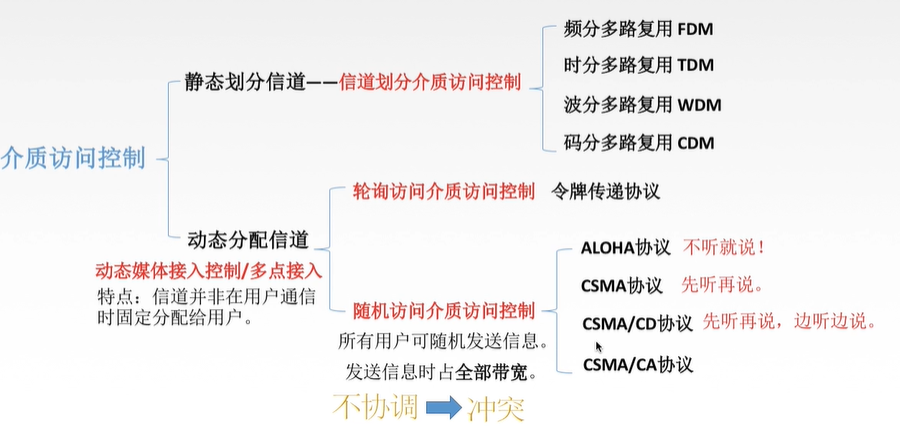 介质访问控制
静态划分信道——信道划分介质访问控制
频分多路复用 FDM
时分多路复用 TDM
波分多路复用 WDM
码分多路复用 CDM
动态分配信道
动态媒体接入控制/多点接入
特点：信道并非在用户通信
时固定分配给用户。
轮询访问介质访问控制 令牌传递协议
随机访问介质访问控制
所有用户可随机发送信息。
发送信息时占全部带宽。
ALOHA协议 不听就说！
CSMA协议 先听再说。
CSMA/CD协议 先听再说，边听边说。
CSMA/CA协议
不协调 冲突